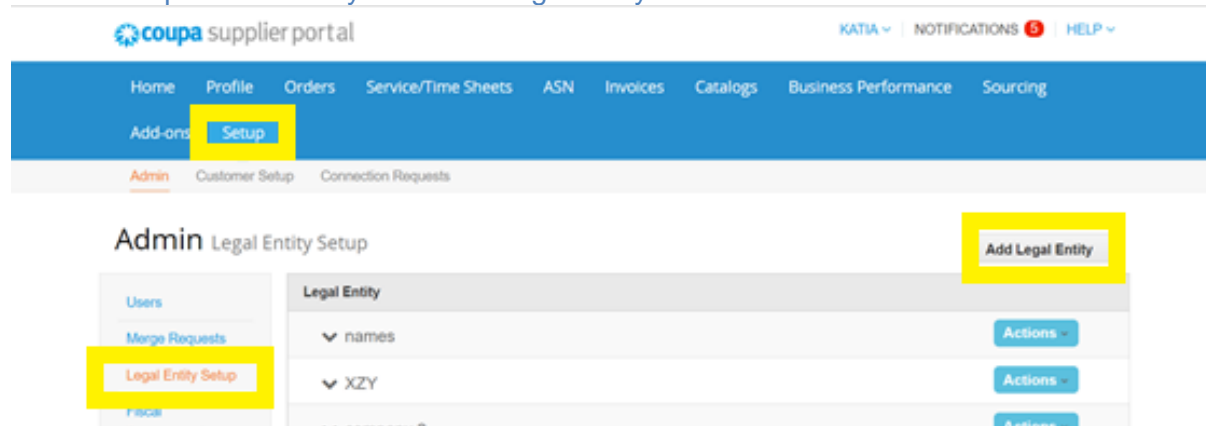 coupa supplier portal KATIA NOTIFICATIONS 5 HELP
Home Profile Orders Service/Time Sheets ASN Invoices Catalogs Business Performance Sourcing
Add-ons Setup
Admin Customer Setup Connection Requests
Admin Legal Entity Setup
Add Legal Entity
Users
Merge Requests
Legal Entity Setup
Fiscal
Legal Entity
names Actions
XZY Actions
Actions